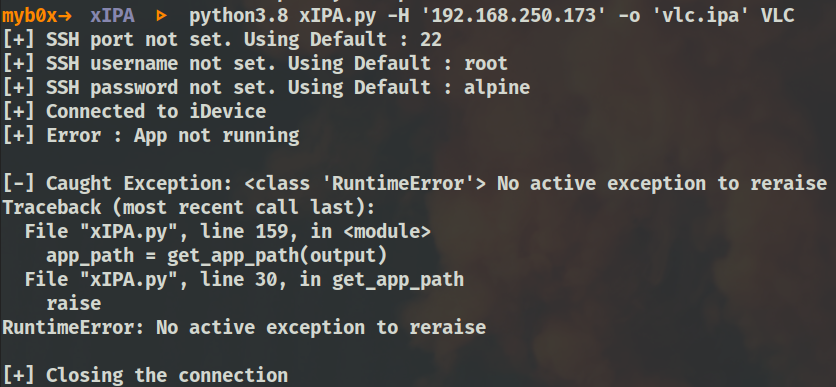 myb0x→ xIPA ▹ python3.8 xIPA.py -H '192.168.250.173' -o 'vlc.ipa' VLC
[+] SSH port not set. Using Default : 22
[+] SSH username not set. Using Default : root
[+] SSH password not set. Using Default : alpine
[+] Connected to iDevice
[+] Error : App not running
[-] Caught Exception: <class 'RuntimeError'> No active exception to reraise
Traceback (most recent call last):
  File "xIPA.py", line 159, in <module>
    app_path = get_app_path(output)
  File "xIPA.py", line 30, in get_app_path
    raise
RuntimeError: No active exception to reraise
[+] Closing the connection